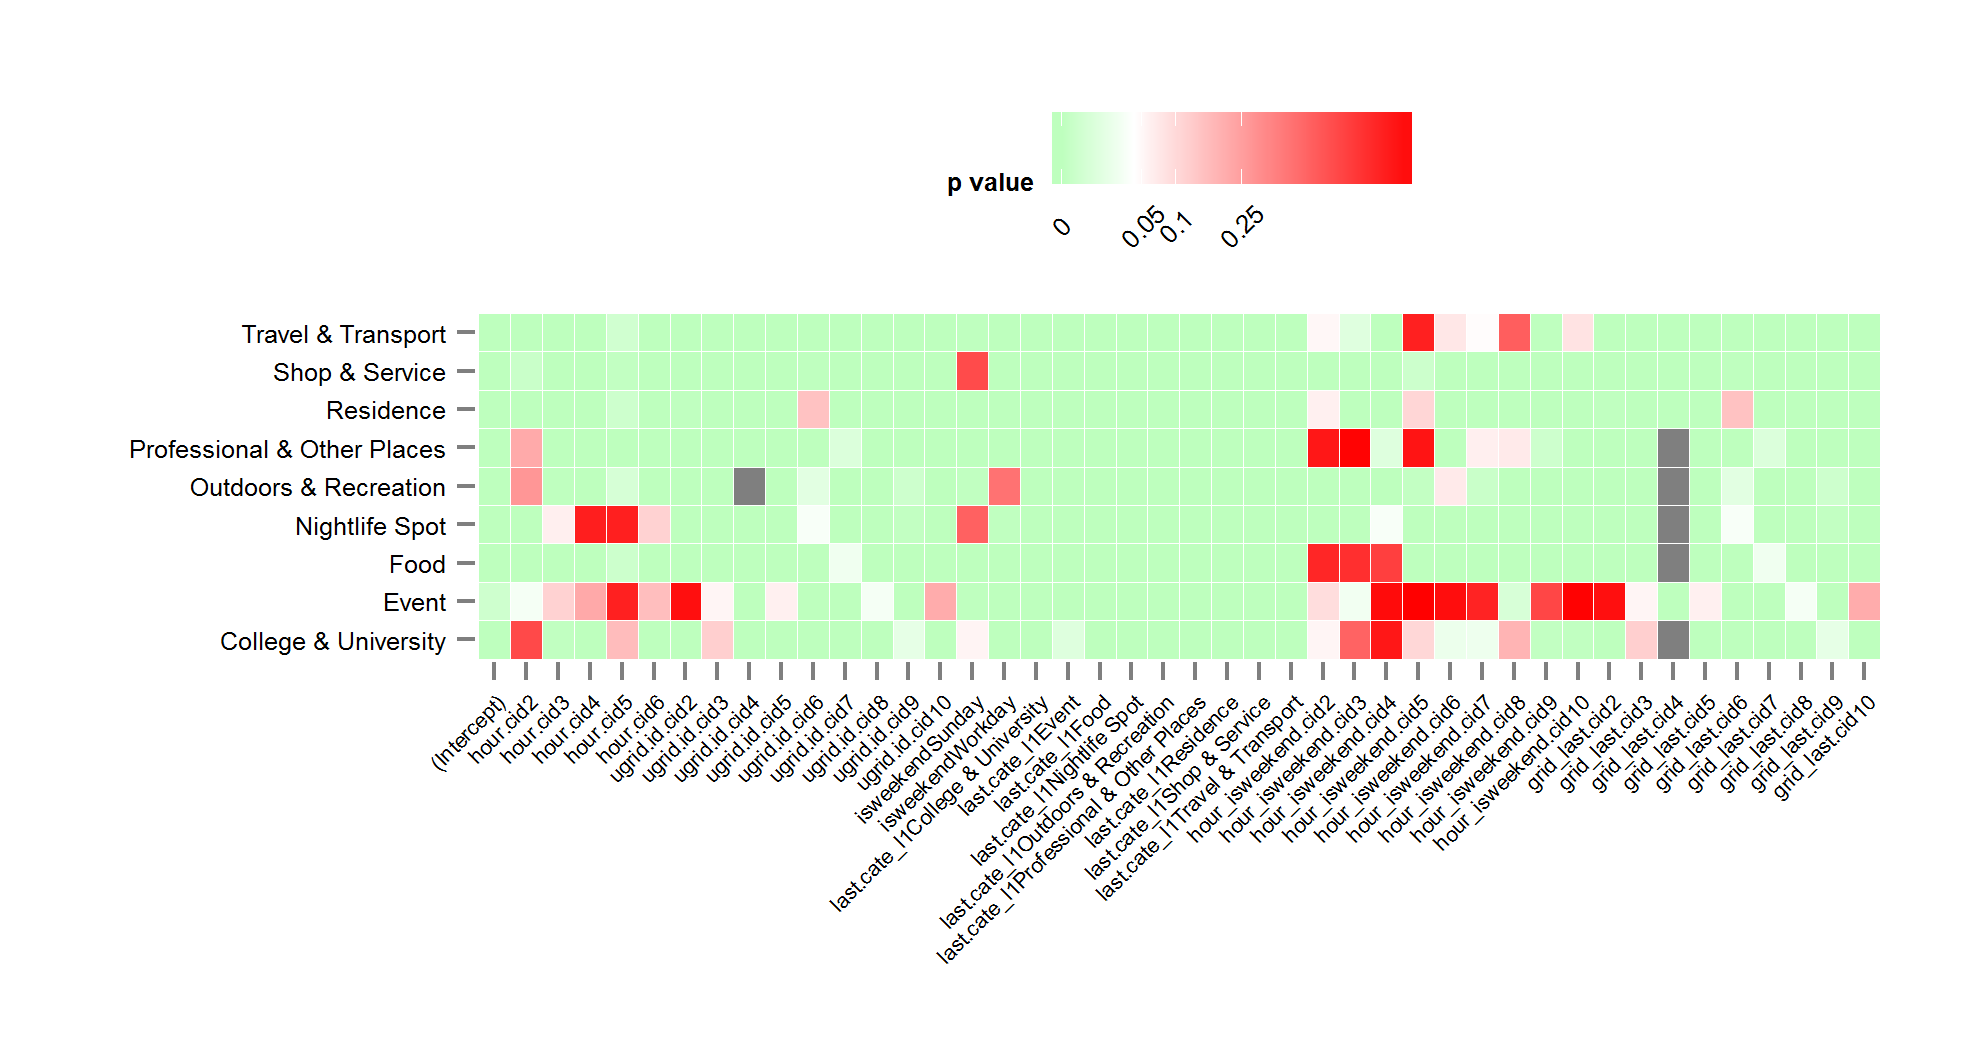 p value
0
0.05
0.1
0.25
Travel & Transport
Shop & Service
Residence
Professional & Other Places
Outdoors & Recreation
Nightlife Spot
Food
Event
College & University
(Intercept)
hour.cid2
hour.cid3
hour.cid4
hour.cid5
hour.cid6
ugrid.id.cid2
ugrid.id.cid3
ugrid.id.cid4
ugrid.id.cid5
ugrid.id.cid6
ugrid.id.cid7
ugrid.id.cid8
ugrid.id.cid9
ugrid.id.cid10
isweekendSunday
isweekendWorkday
last.cate_l1College & University
last.cate_l1Event
last.cate_l1Food
last.cate_l1Nightlife Spot
last.cate_l1Outdoors & Recreation
last.cate_l1Professional & Other Places
last.cate_l1Residence
last.cate_l1Shop & Service
last.cate_l1Travel & Transport
hour_isweekend.cid2
hour_isweekend.cid3
hour_isweekend.cid4
hour_isweekend.cid5
hour_isweekend.cid6
hour_isweekend.cid7
hour_isweekend.cid8
hour_isweekend.cid9
hour_isweekend.cid10
grid_last.cid2
grid_last.cid3
grid_last.cid4
grid_last.cid5
grid_last.cid6
grid_last.cid7
grid_last.cid8
grid_last.cid9
grid_last.cid10